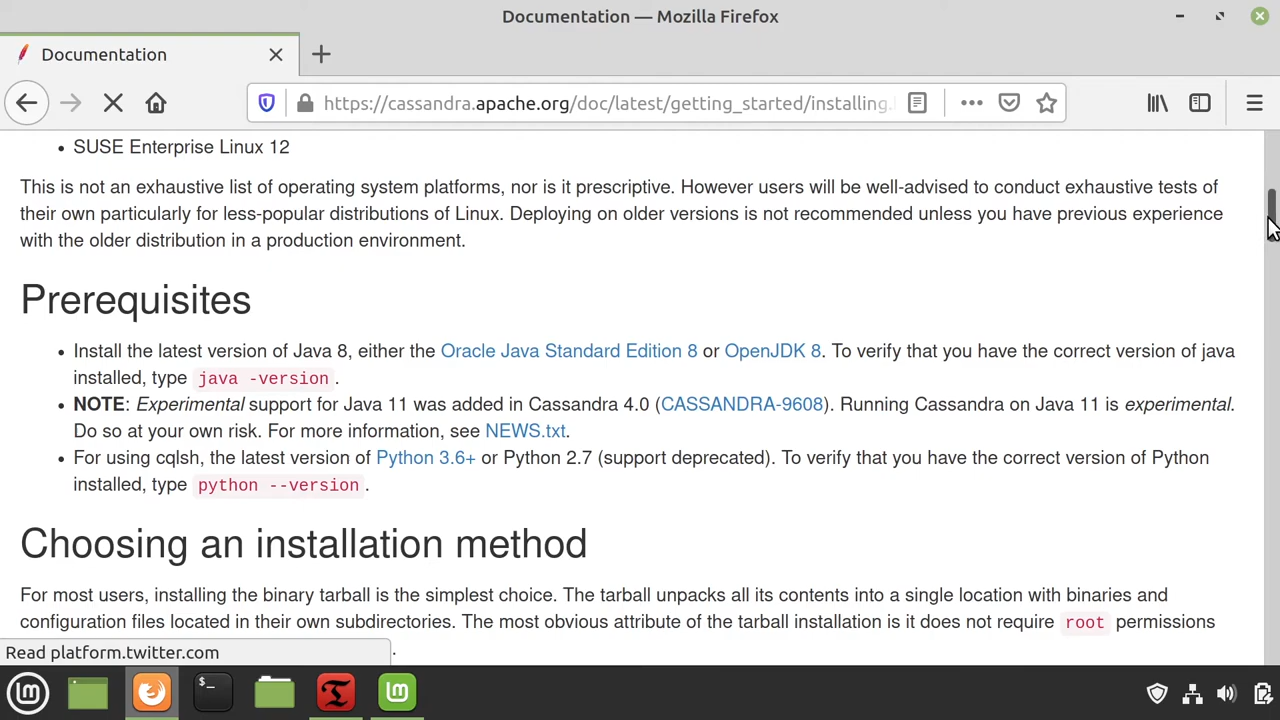 Documentation — Mozilla Firefox
Documentation
https://cassandra.apache.org/doc/latest/getting_started/installing.
• SUSE Enterprise Linux 12
This is not an exhaustive list of operating system platforms, nor is it prescriptive. However users will be well-advised to conduct exhaustive tests of
their own particularly for less-popular distributions of Linux. Deploying on older versions is not recommended unless you have previous experience
with the older distribution in a production environment.
Prerequisites
• Install the latest version of Java 8, either the Oracle Java Standard Edition 8 or OpenJDK 8. To verify that you have the correct version of java
installed, type java -version.
• NOTE: Experimental support for Java 11 was added in Cassandra 4.0 (CASSANDRA-9608). Running Cassandra on Java 11 is experimental.
Do so at your own risk. For more information, see NEWS.txt.
• For using cqlsh, the latest version of Python 3.6+ or Python 2.7 (support deprecated). To verify that you have the correct version of Python
installed, type python --version.
Choosing an installation method
For most users, installing the binary tarball is the simplest choice. The tarball unpacks all its contents into a single location with binaries and
configuration files located in their own subdirectories. The most obvious attribute of the tarball installation is it does not require root permissions
Read platform.twitter.com